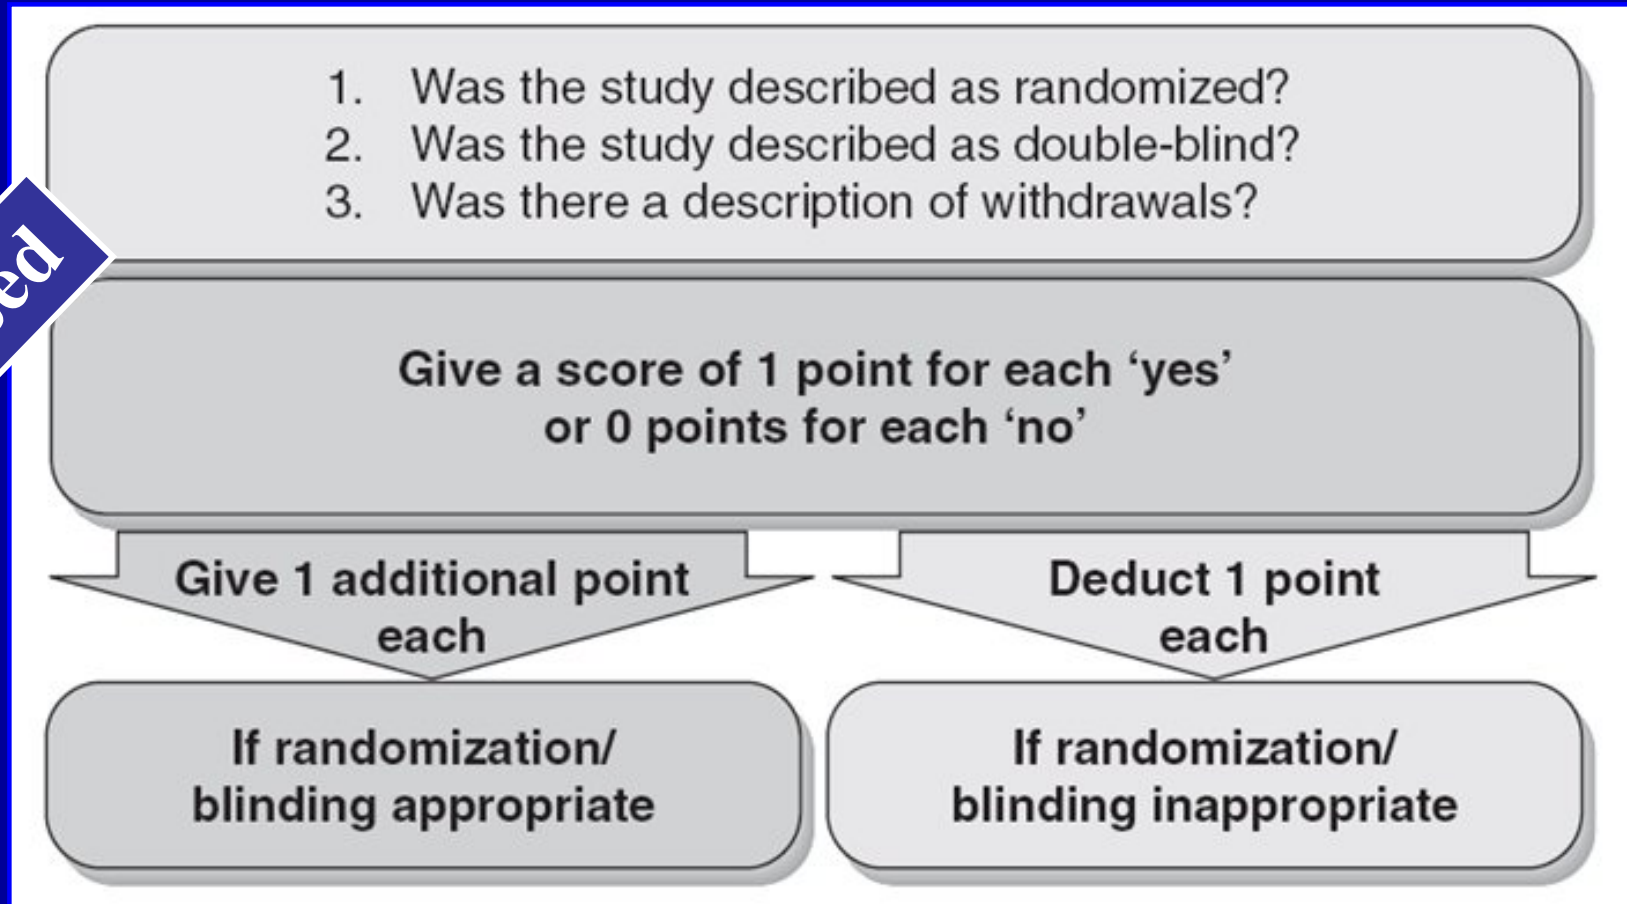 1. Was the study described as randomized?
2. Was the study described as double-blind?
3. Was there a description of withdrawals?
Give a score of 1 point for each ‘yes’
or 0 points for each ‘no’
Give 1 additional point
each
Deduct 1 point
each
If randomization/
blinding appropriate
If randomization/
blinding inappropriate